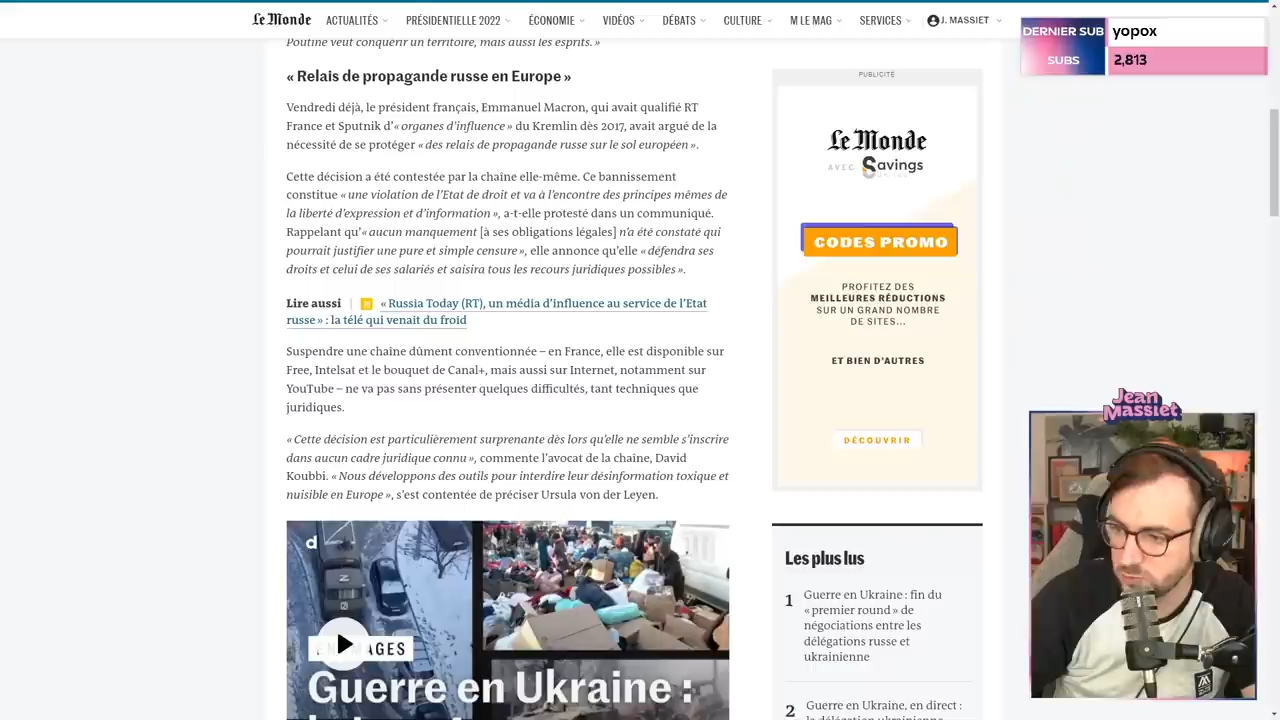 Le Monde
ACTUALITÉS
PRÉSIDENTIELLE 2022
ÉCONOMIE
VIDÉOS
DÉBATS
CULTURE
M LE MAG
SERVICES
J. MASSIET
Poutine veut conquérir un territoire, mais aussi les esprits. »
« Relais de propagande russe en Europe »
Vendredi déjà, le président français, Emmanuel Macron, qui avait qualifié RT
France et Sputnik d’« organes d’influence » du Kremlin dès 2017, avait argué de la
nécessité de se protéger « des relais de propagande russe sur le sol européen ».
Cette décision a été contestée par la chaîne elle-même. Ce bannissement
constitue « une violation de l’Etat de droit et va à l’encontre des principes mêmes de
la liberté d’expression et d’information », a-t-elle protesté dans un communiqué.
Rappelant qu’« aucun manquement [à ses obligations légales] n’a été constaté qui
pourrait justifier une pure et simple censure », elle annonce qu’elle « défendra ses
droits et celui de ses salariés et saisira tous les recours juridiques possibles ».
Lire aussi | « Russia Today (RT), un média d’influence au service de l’Etat
russe » : la télé qui venait du froid
Suspendre une chaîne dûment conventionnée – en France, elle est disponible sur
Free, Intelsat et le bouquet de Canal+, mais aussi sur Internet, notamment sur
YouTube – ne va pas sans présenter quelques difficultés, tant techniques que
juridiques.
« Cette décision est particulièrement surprenante dès lors qu’elle ne semble s’inscrire
dans aucun cadre juridique connu », commente l’avocat de la chaîne, David
Koubbi. « Nous développons des outils pour interdire leur désinformation toxique et
nuisible en Europe », s’est contentée de préciser Ursula von der Leyen.
EN IMAGES
Guerre en Ukraine :
PUBLICITÉ
Le Monde
AVEC Savings
CODES PROMO
PROFITEZ DES
MEILLEURES RÉDUCTIONS
SUR UN GRAND NOMBRE
DE SITES...
ET BIEN D’AUTRES
DÉCOUVRIR
Les plus lus
1 Guerre en Ukraine : fin du
« premier round » de
négociations entre les
délégations russe et
ukrainienne
2 Guerre en Ukraine, en direct :
la délégation ukrainienne
DERNIER SUB yopox
SUBS 2,813
Jean
Massiet